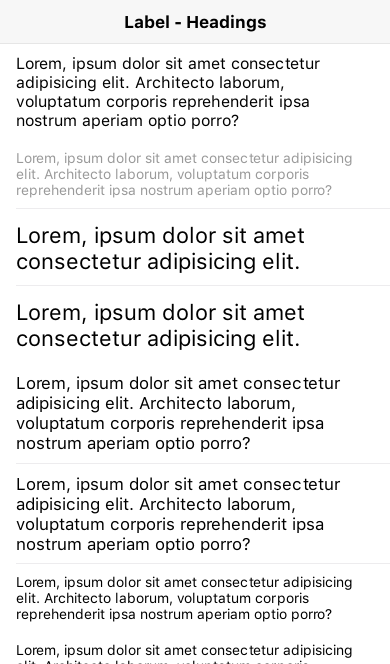 Label - Headings
Lorem, ipsum dolor sit amet consectetur
adipisicing elit. Architecto laborum,
voluptatum corporis reprehenderit ipsa
nostrum aperiam optio porro?
Lorem, ipsum dolor sit amet consectetur adipisicing
elit. Architecto laborum, voluptatum corporis
reprehenderit ipsa nostrum aperiam optio porro?
Lorem, ipsum dolor sit amet
consectetur adipisicing elit.
Lorem, ipsum dolor sit amet
consectetur adipisicing elit.
Lorem, ipsum dolor sit amet consectetur
adipisicing elit. Architecto laborum,
voluptatum corporis reprehenderit ipsa
nostrum aperiam optio porro?
Lorem, ipsum dolor sit amet consectetur
adipisicing elit. Architecto laborum,
voluptatum corporis reprehenderit ipsa
nostrum aperiam optio porro?
Lorem, ipsum dolor sit amet consectetur adipisicing
elit. Architecto laborum, voluptatum corporis
reprehenderit ipsa nostrum aperiam optio porro?
Lorem, ipsum dolor sit amet consectetur adipisicing